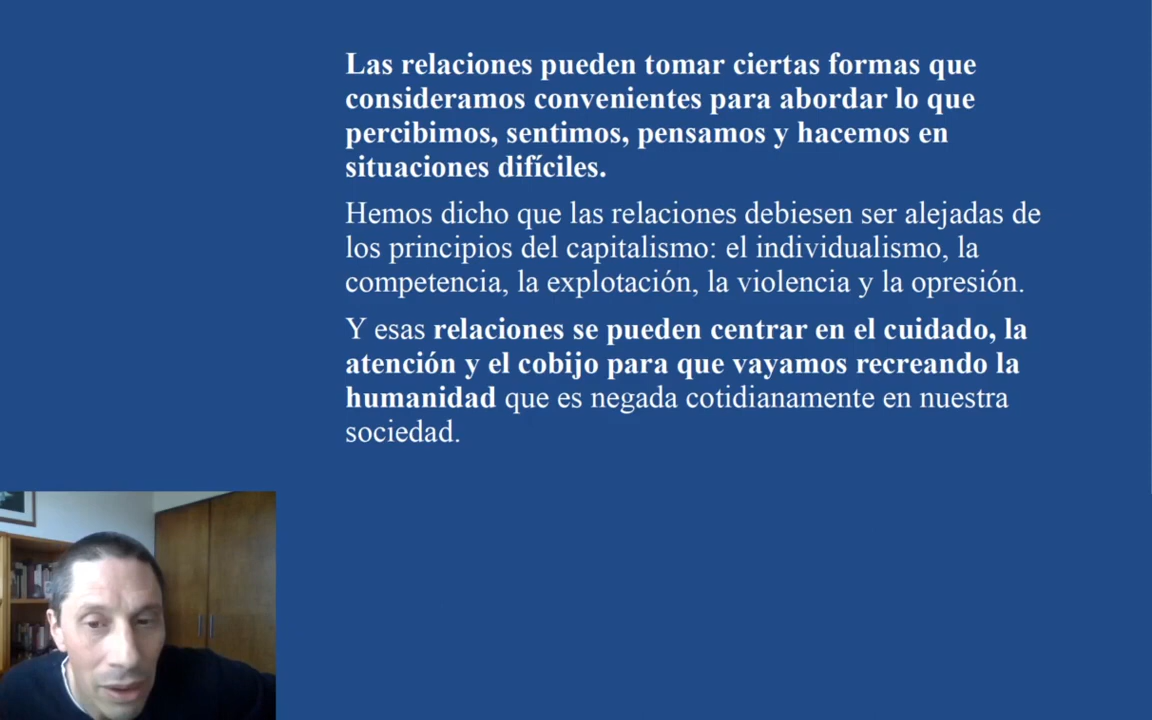 Las relaciones pueden tomar ciertas formas que
consideramos convenientes para abordar lo que
percibimos, sentimos, pensamos y hacemos en
situaciones difíciles.
Hemos dicho que las relaciones debiesen ser alejadas de
los principios del capitalismo: el individualismo, la
competencia, la explotación, la violencia y la opresión.
Y esas relaciones se pueden centrar en el cuidado, la
atención y el cobijo para que vayamos recreando la
humanidad que es negada cotidianamente en nuestra
sociedad.